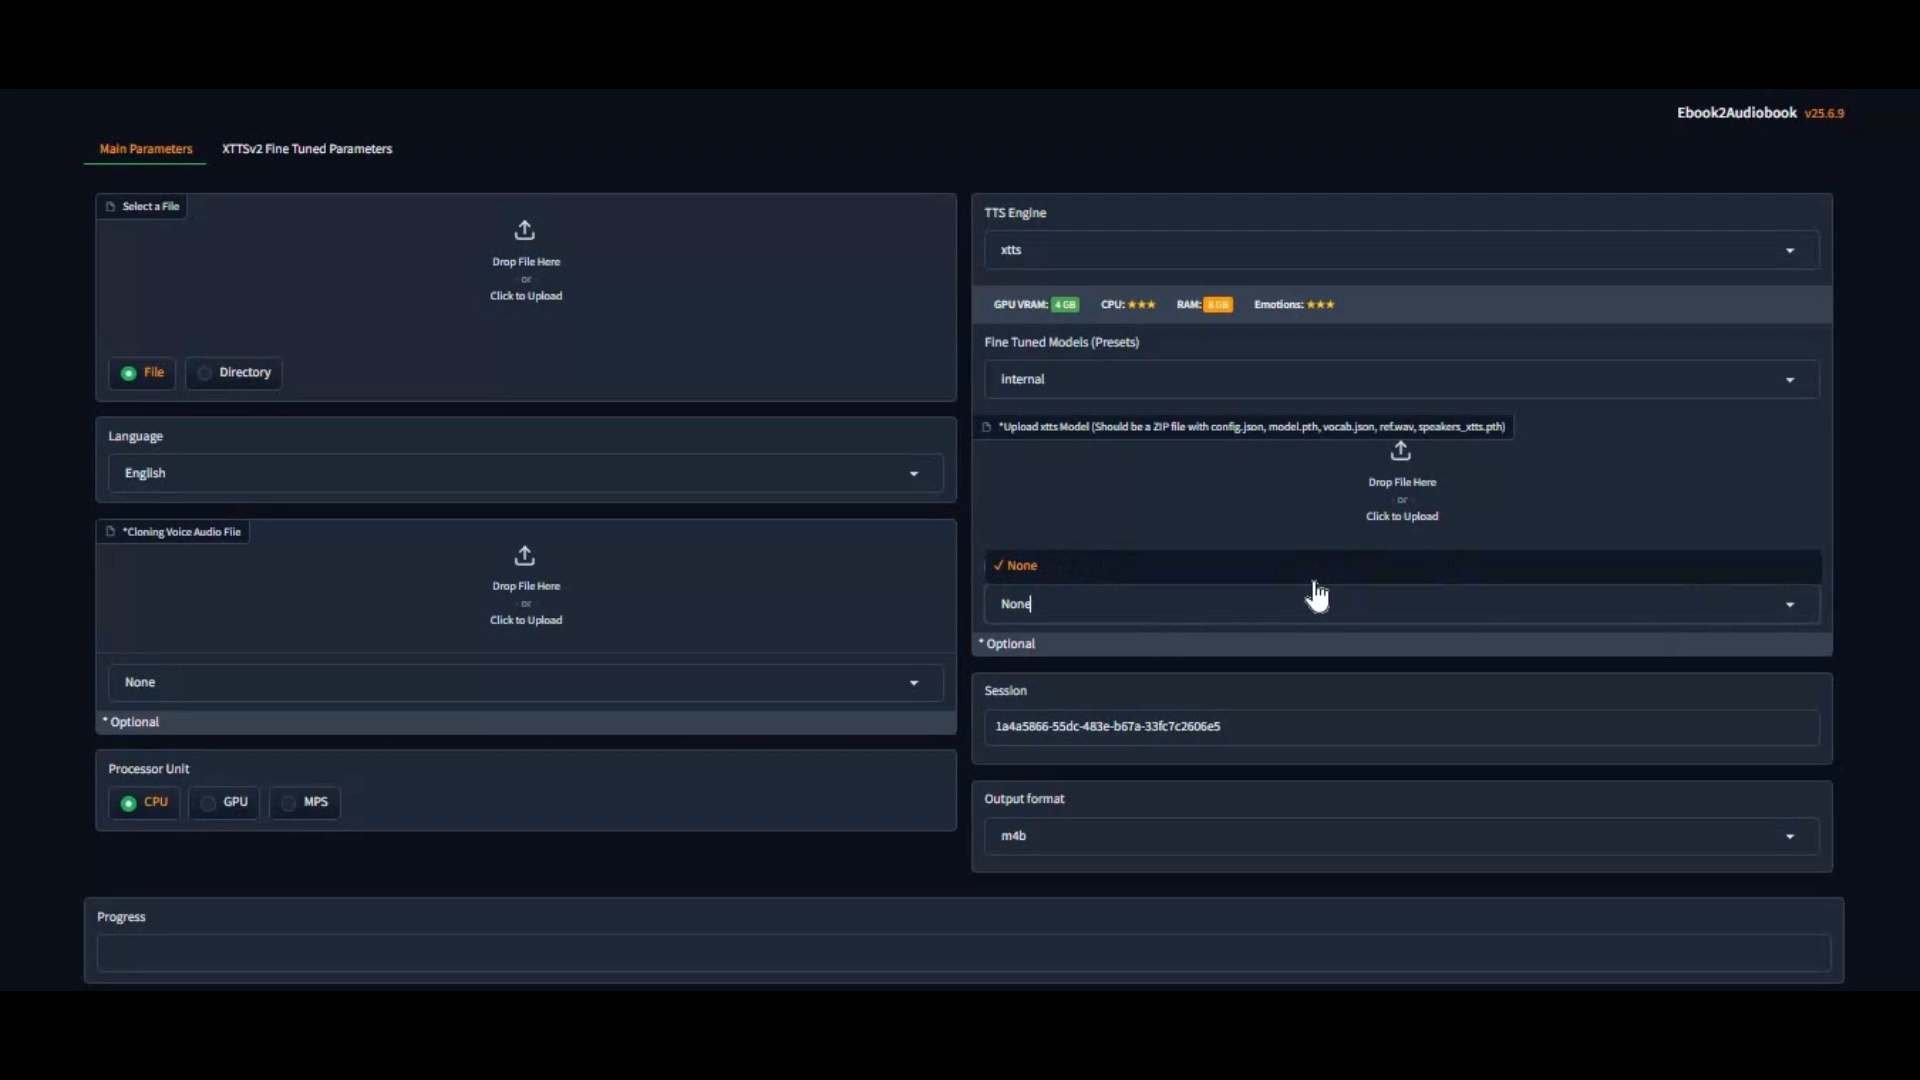 Ebook2Audiobook v25.6.9
Main Parameters
XTTSv2 Fine Tuned Parameters
Select a File
Drop File Here
- or -
Click to Upload
File
Directory
Language
English
*Cloning Voice Audio File
Drop File Here
- or -
Click to Upload
None
* Optional
Processor Unit
CPU
GPU
MPS
TTS Engine
xtts
GPU VRAM: 4 GB CPU: ★★★ RAM: 8 GB Emotions: ★★★
Fine Tuned Models (Presets)
internal
*Upload xtts Model (Should be a ZIP file with config.json, model.pth, vocab.json, ref.wav, speakers_xtts.pth)
Drop File Here
- or -
Click to Upload
✓ None
None
* Optional
Session
1a4a5866-55dc-483e-b67a-33fc7c2606e5
Output format
m4b
Progress